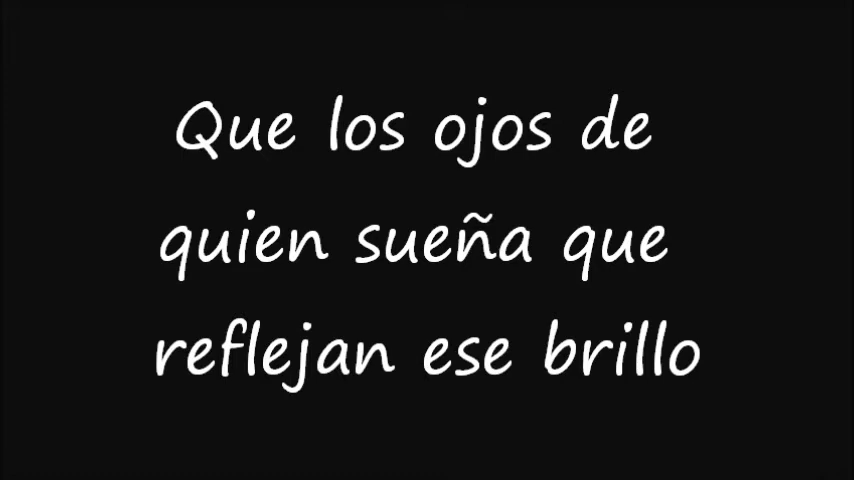 Que los ojos de
quien sueña que
reflejan ese brillo